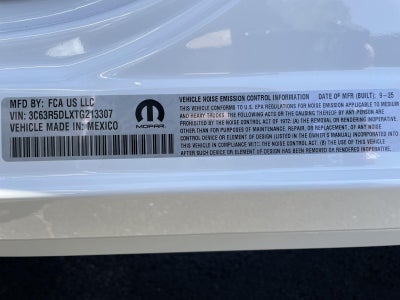 MFD BY: FCA US LLC
VIN: 3C63R5DLXTG213307
VEHICLE MADE IN: MEXICO
MOPAR
VEHICLE NOISE EMISSION CONTROL INFORMATION DATE OF MFR (BUILT): 9-25
THIS VEHICLE CONFORMS TO U.S. E.P.A. REGULATIONS FOR NOISE EMISSION APPLICABLE TO MEDIUM
AND HEAVY TRUCKS. THE FOLLOWING ACTS OR THE CAUSING THEREOF BY ANY PERSON ARE
PROHIBITED BY THE NOISE CONTROL ACT OF 1972: (A) THE REMOVAL OR RENDERING INOPERATIVE,
OTHER THAN FOR PURPOSES OF MAINTENANCE, REPAIR, OR REPLACEMENT, OF ANY NOISE
CONTROL DEVICE OR ELEMENT OF DESIGN (LISTED IN THE OWNER'S MANUAL) INCORPORATED
INTO THIS VEHICLE IN COMPLIANCE WITH THE NOISE CONTROL ACT; (B) THE USE OF THIS VEHICLE
AFTER SUCH DEVICE OR ELEMENT OF DESIGN HAS BEEN REMOVED OR RENDERED INOPERATIVE.